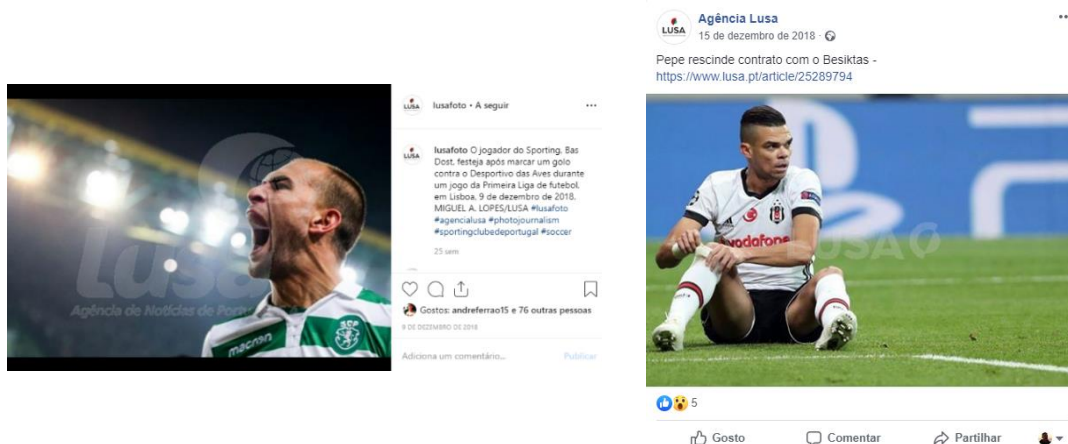 lusafoto • A seguir
lusafoto O jogador do Sporting, Bas
Dost, festeja após marcar um golo
contra o Desportivo das Aves durante
um jogo da Primeira Liga de futebol,
em Lisboa, 9 de dezembro de 2018.
MIGUEL A. LOPES/LUSA #lusafoto
#agencialusa #photojournalism
#sportingclubedeportugal #soccer
25 sem
Gostos: andreferrao15 e 76 outras pessoas
9 DE DEZEMBRO DE 2018
Adiciona um comentário...
Publicar
LUSA
Lusa
Agência de Notícias de Portu
macron
SCP
LUSA
Agência Lusa
15 de dezembro de 2018
Pepe rescinde contrato com o Besiktas -
https://www.lusa.pt/article/25289794
vodafone
LUSA
5
Gosto
Comentar
Partilhar